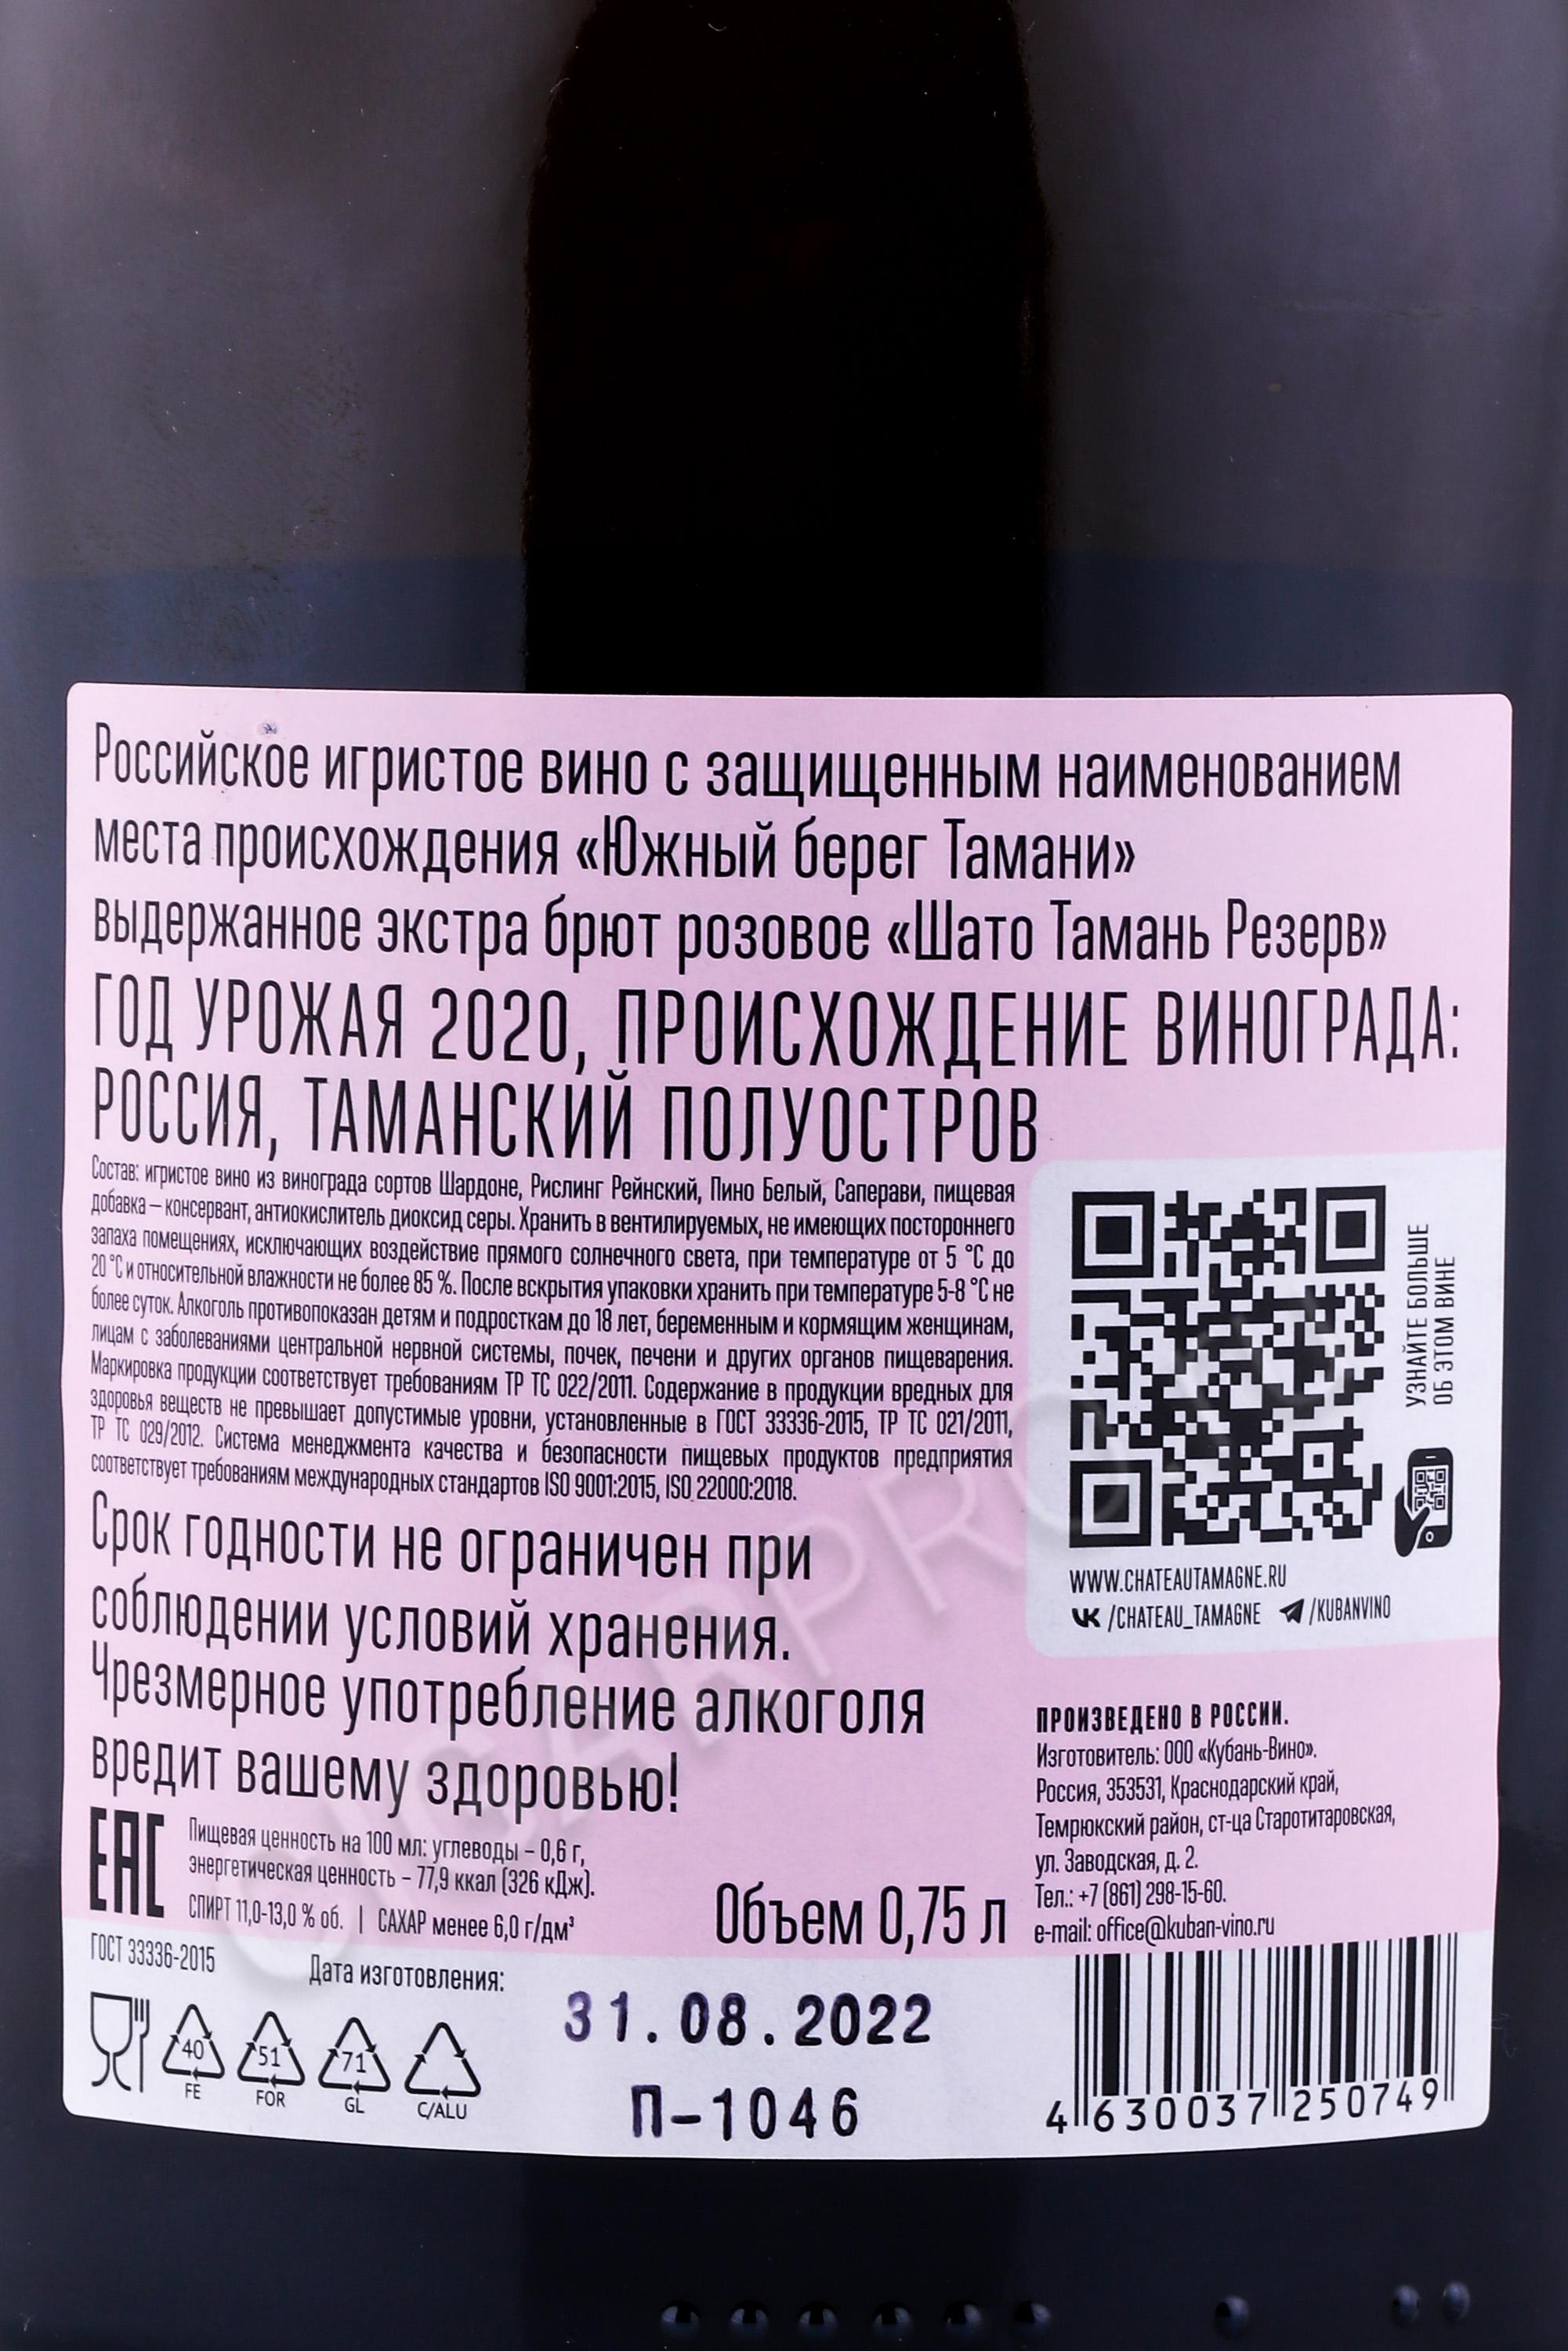 Российское игристое вино с защищенным наименованием
места происхождения «Южный берег Тамани»
выдержанное экстра брют розовое «Шато Тамань Резерв»
ГОД УРОЖАЯ 2020, ПРОИСХОЖДЕНИЕ ВИНОГРАДА:
РОССИЯ, ТАМАНСКИЙ ПОЛУОСТРОВ
Состав: игристое вино из винограда сортов Шардоне, Рислинг Рейнский, Пино Белый, Саперави, пищевая
добавка – консервант, антиокислитель диоксид серы. Хранить в вентилируемых, не имеющих постороннего
запаха помещениях, исключающих воздействие прямого солнечного света, при температуре от 5 °С до
20 °С и относительной влажности не более 85 %. После вскрытия упаковки хранить при температуре 5-8 °С не
более суток. Алкоголь противопоказан детям и подросткам до 18 лет, беременным и кормящим женщинам,
лицам с заболеваниями центральной нервной системы, почек, печени и других органов пищеварения.
Маркировка продукции соответствует требованиям ТР ТС 022/2011. Содержание в продукции вредных для
здоровья веществ не превышает допустимые уровни, установленные в ГОСТ 33336-2015, ТР ТС 021/2011,
ТР ТС 029/2012. Система менеджмента качества и безопасности пищевых продуктов предприятия
соответствует требованиям международных стандартов ISO 9001:2015, ISO 22000:2018.
Срок годности не ограничен при
соблюдении условий хранения.
Чрезмерное употребление алкоголя
вредит вашему здоровью!
EAC
Пищевая ценность на 100 мл: углеводы – 0,6 г,
энергетическая ценность – 77,9 ккал (326 кДж).
СПИРТ 11,0-13,0 % об. | САХАР менее 6,0 г/дм³
Объем 0,75 л
УЗНАЙТЕ БОЛЬШЕ
ОБ ЭТОМ ВИНЕ
WWW.CHATEAUTAMAGNE.RU
/CHATEAU_TAMAGNE /KUBANVINO
ПРОИЗВЕДЕНО В РОССИИ.
Изготовитель: ООО «Кубань-Вино».
Россия, 353531, Краснодарский край,
Темрюкский район, ст-ца Старотитаровская,
ул. Заводская, д. 2.
Тел.: +7 (861) 298-15-60.
e-mail: office@kuban-vino.ru
ГОСТ 33336-2015
Дата изготовления:
31.08.2022
П-1046
40
FE
51
FOR
71
GL
C/ALU
4 630037 250749